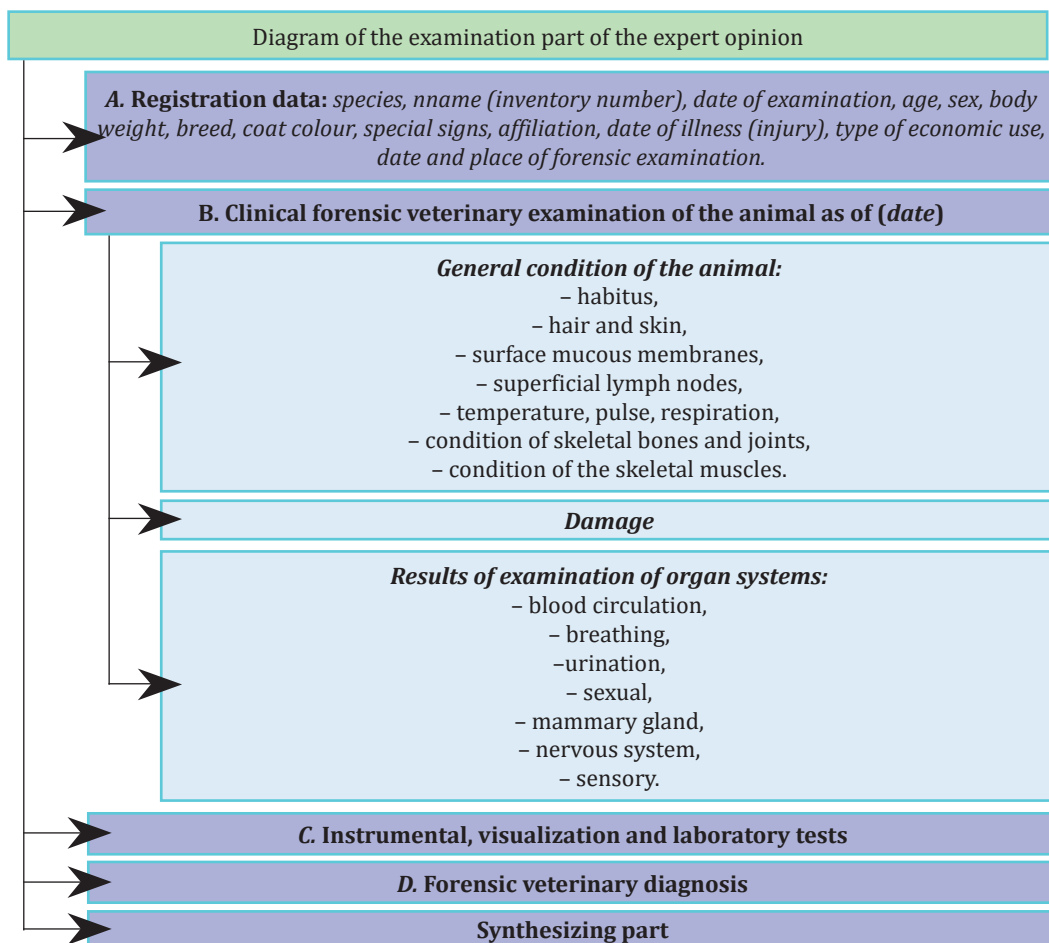 Diagram of the examination part of the expert opinion
A. Registration data: species, nname (inventory number), date of examination, age, sex, body
weight, breed, coat colour, special signs, affiliation, date of illness (injury), type of economic use,
date and place of forensic examination.
B. Clinical forensic veterinary examination of the animal as of (date)
General condition of the animal:
– habitus,
– hair and skin,
– surface mucous membranes,
– superficial lymph nodes,
– temperature, pulse, respiration,
– condition of skeletal bones and joints,
– condition of the skeletal muscles.
Damage
Results of examination of organ systems:
– blood circulation,
– breathing,
–urination,
– sexual,
– mammary gland,
– nervous system,
– sensory.
C. Instrumental, visualization and laboratory tests
D. Forensic veterinary diagnosis
Synthesizing part